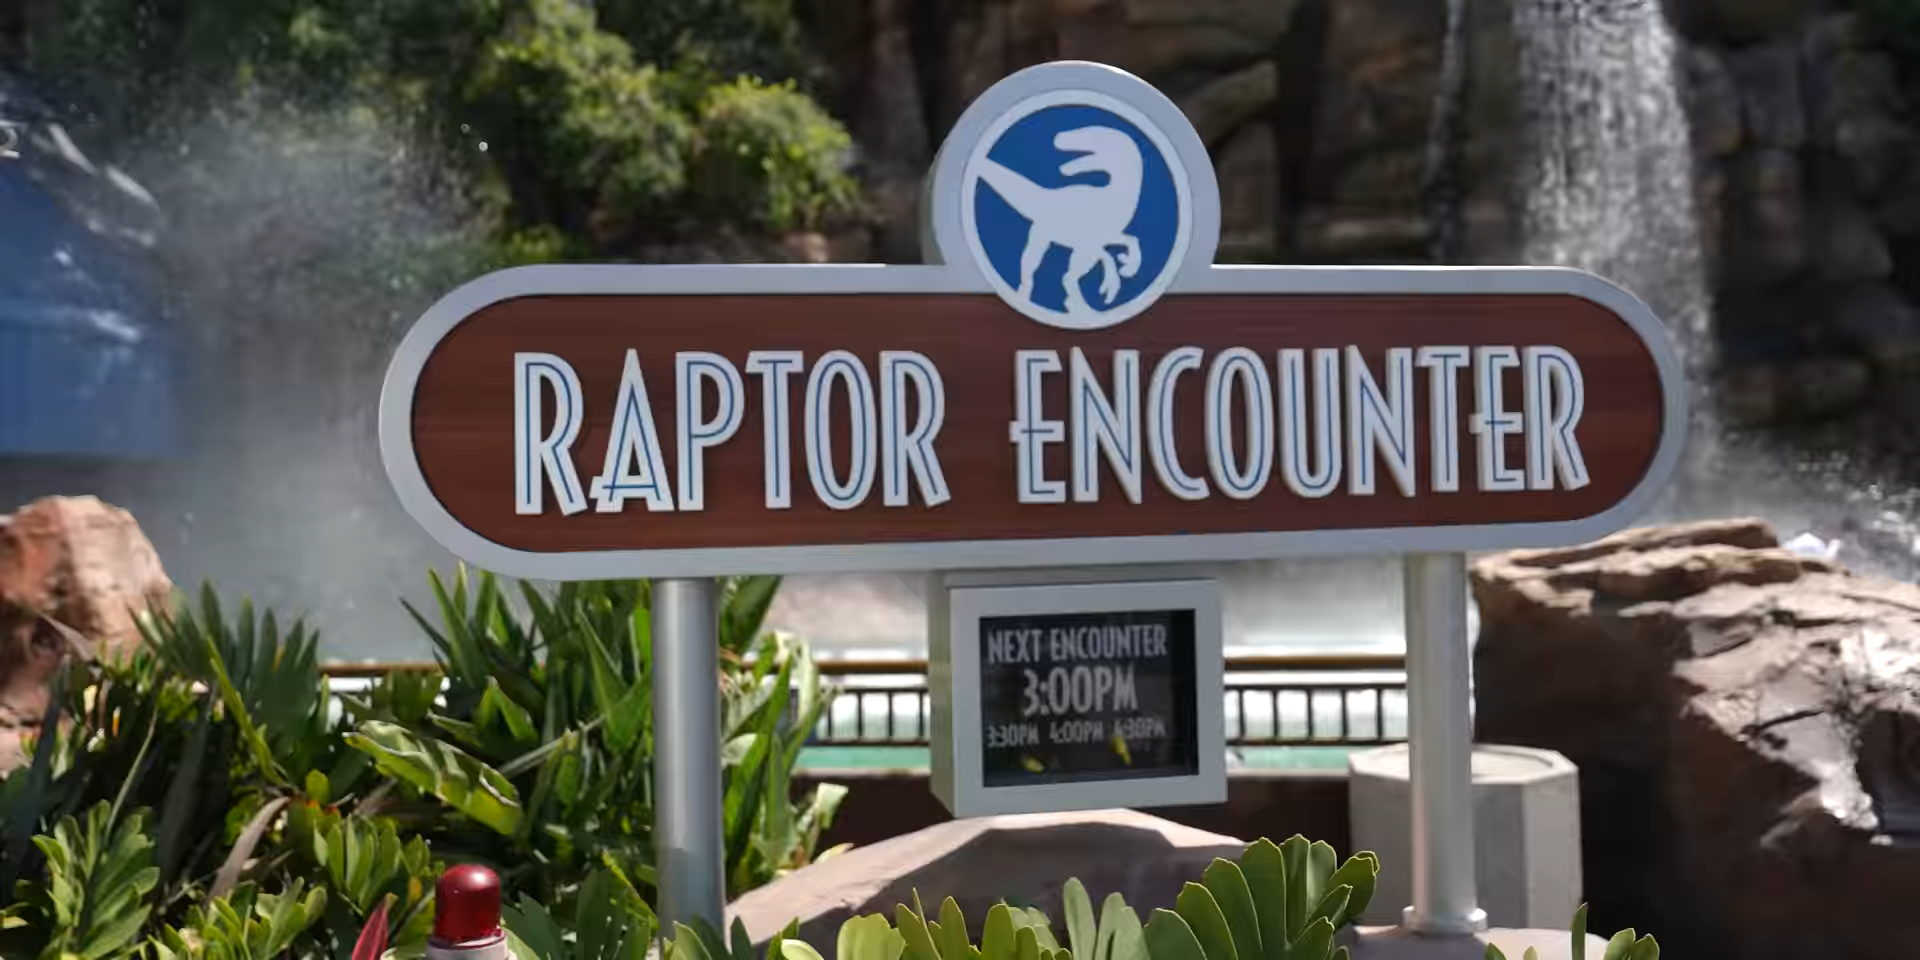 RAPTOR ENCOUNTER
NEXT ENCOUNTER
3:00PM
3:30PM 4:00PM 4:30PM